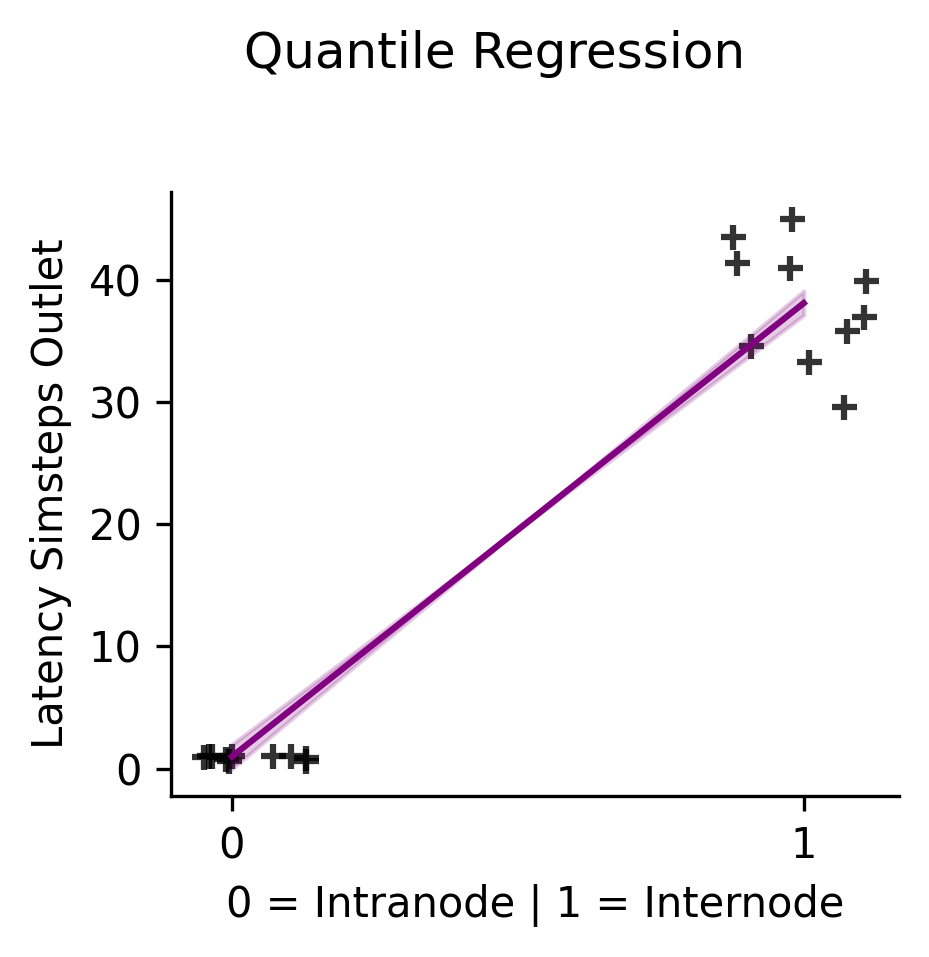 Quantile Regression
Latency Simsteps Outlet
40
30
20
10
0
0
1
0 = Intranode | 1 = Internode